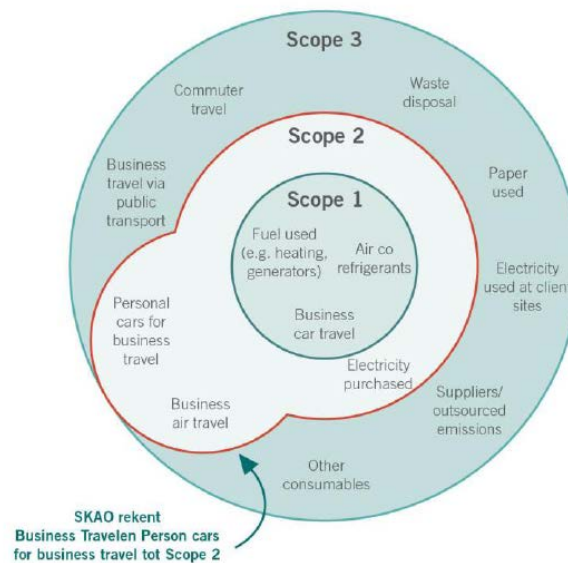 Scope 3
Commuter
travel
Waste
disposal
Scope 2
Business
travel via
public
transport
Paper
used
Scope 1
Fuel used
(e.g. heating,
generators)
Air co
refrigerants
Electricity
used at client
sites
Business
car travel
Personal
cars for
business
travel
Electricity
purchased
Business
air travel
Suppliers/
outsourced
emissions
Other
consumables
SKAO rekent
Business Travelen Person cars
for business travel tot Scope 2